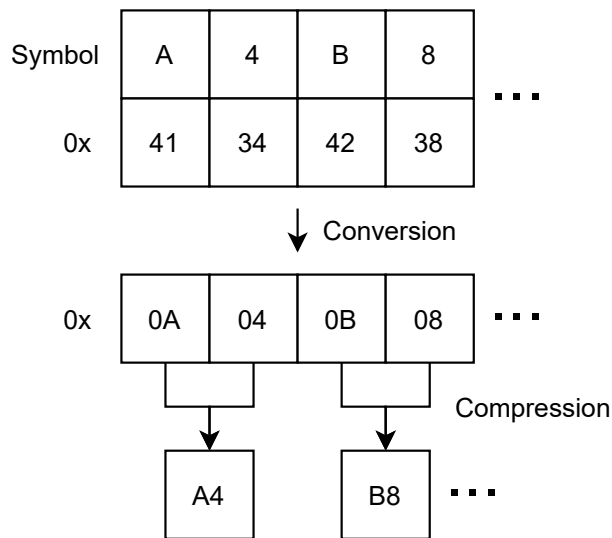 Symbol A 4 B 8
...
0x 41 34 42 38
Conversion
0x 0A 04 0B 08 ...
Compression
A4 B8 ...